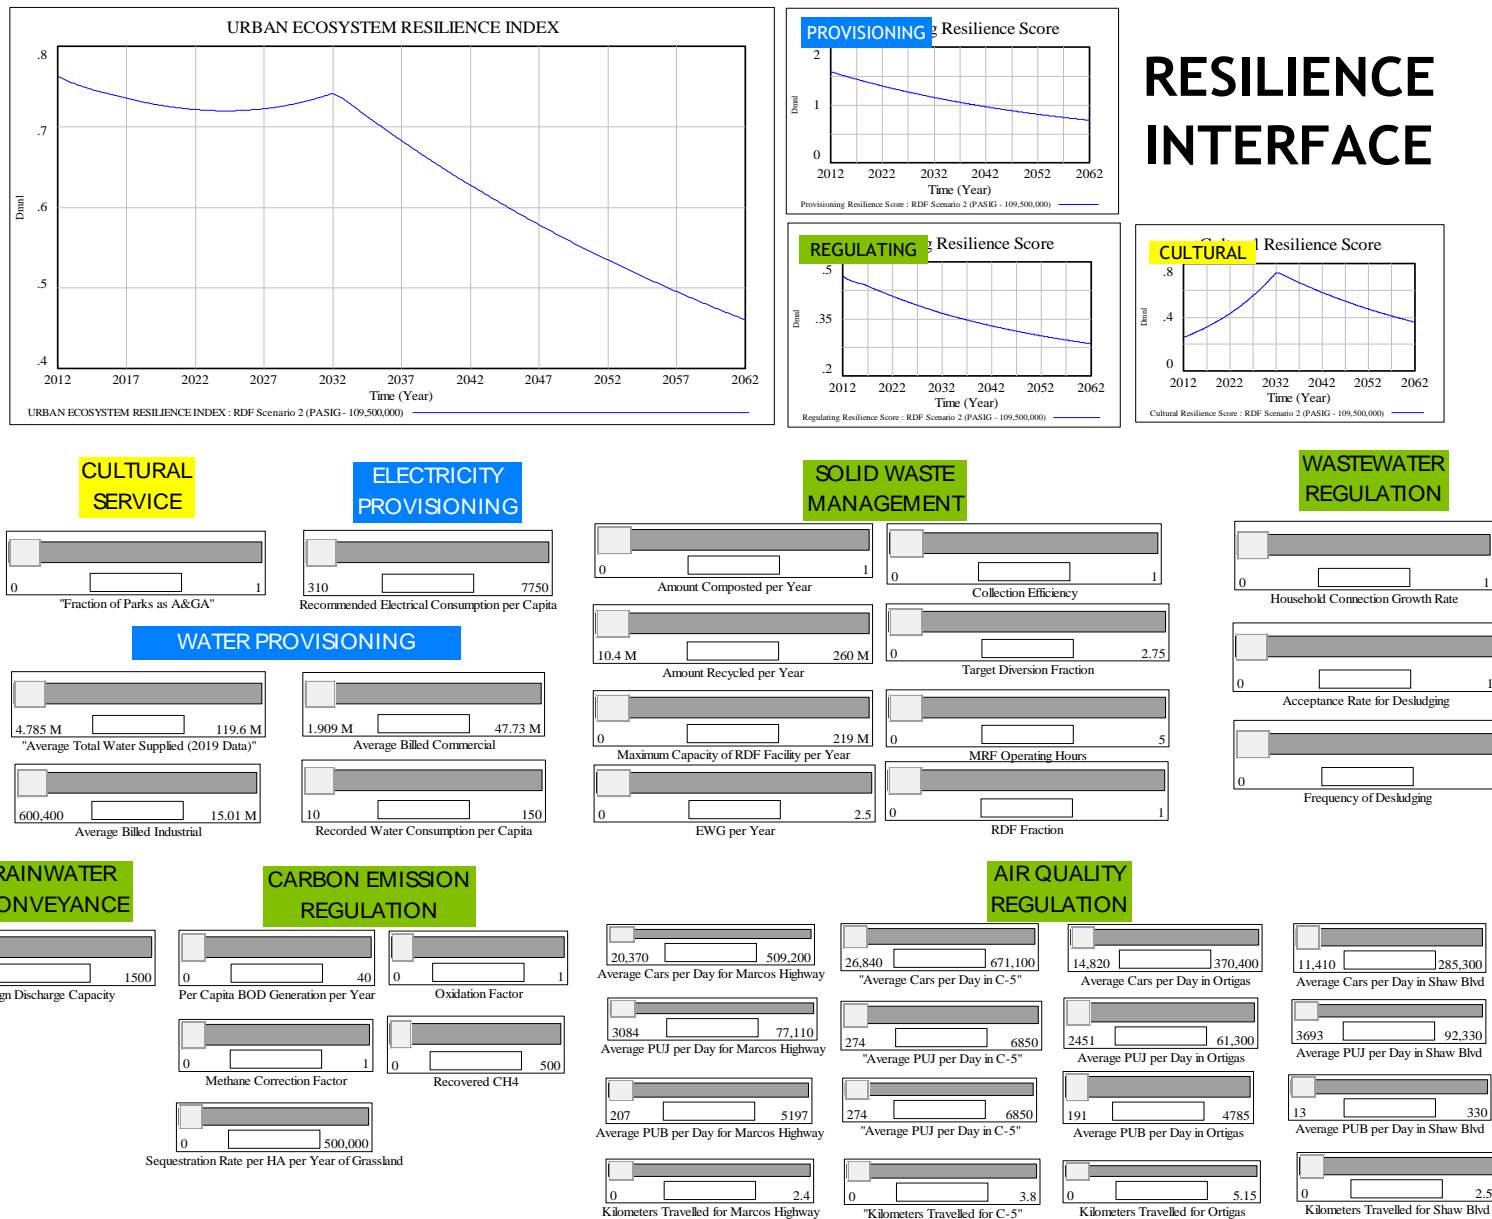 URBAN ECOSYSTEM RESILIENCE INDEX
.8
.7
.6
.5
.4
Dmnl
2012 2017 2022 2027 2032 2037 2042 2047 2052 2057 2062
Time (Year)
URBAN ECOSYSTEM RESILIENCE INDEX : RDF Scenario 2 (PASIG - 109,500,000)
PROVISIONING g Resilience Score
2
1
0
Dmnl
2012 2022 2032 2042 2052 2062
Time (Year)
Provisioning Resilience Score : RDF Scenario 2 (PASIG - 109,500,000)
RESILIENCE
INTERFACE
REGULATING g Resilience Score
.5
.35
.2
Dmnl
2012 2022 2032 2042 2052 2062
Time (Year)
Regulating Resilience Score : RDF Scenario 2 (PASIG - 109,500,000)
CULTURAL l Resilience Score
.8
.4
0
Dmnl
2012 2022 2032 2042 2052 2062
Time (Year)
Cultural Resilience Score : RDF Scenario 2 (PASIG - 109,500,000)
CULTURAL
SERVICE
0 1
"Fraction of Parks as A&GA"
ELECTRICITY
PROVISIONING
310 7750
Recommended Electrical Consumption per Capita
WATER PROVISIONING
4.785 M 119.6 M
"Average Total Water Supplied (2019 Data)"
1.909 M 47.73 M
Average Billed Commercial
600,400 15.01 M
Average Billed Industrial
10 150
Recorded Water Consumption per Capita
SOLID WASTE
MANAGEMENT
0 1
Amount Composted per Year
0 1
Collection Efficiency
10.4 M 260 M
Amount Recycled per Year
0 2.75
Target Diversion Fraction
0 219 M
Maximum Capacity of RDF Facility per Year
0 5
MRF Operating Hours
0 2.5
EWG per Year
0 1
RDF Fraction
WASTEWATER
REGULATION
0 1
Household Connection Growth Rate
0 1
Acceptance Rate for Desludging
0
Frequency of Desludging
RAINWATER
ONVEYANCE
1500
gn Discharge Capacity
CARBON EMISSION
REGULATION
0 40
Per Capita BOD Generation per Year
0 1
Oxidation Factor
0 1
Methane Correction Factor
0 500
Recovered CH4
0 500,000
Sequestration Rate per HA per Year of Grassland
AIR QUALITY
REGULATION
20,370 509,200
Average Cars per Day for Marcos Highway
26,840 671,100
"Average Cars per Day in C-5"
14,820 370,400
Average Cars per Day in Ortigas
11,410 285,300
Average Cars per Day in Shaw Blvd
3084 77,110
Average PUJ per Day for Marcos Highway
274 6850
"Average PUJ per Day in C-5"
2451 61,300
Average PUJ per Day in Ortigas
3693 92,330
Average PUJ per Day in Shaw Blvd
207 5197
Average PUB per Day for Marcos Highway
274 6850
"Average PUJ per Day in C-5"
191 4785
Average PUB per Day in Ortigas
13 330
Average PUB per Day in Shaw Blvd
0 2.4
Kilometers Travelled for Marcos Highway
0 3.8
"Kilometers Travelled for C-5"
0 5.15
Kilometers Travelled for Ortigas
0 2.5
Kilometers Travelled for Shaw Blvd